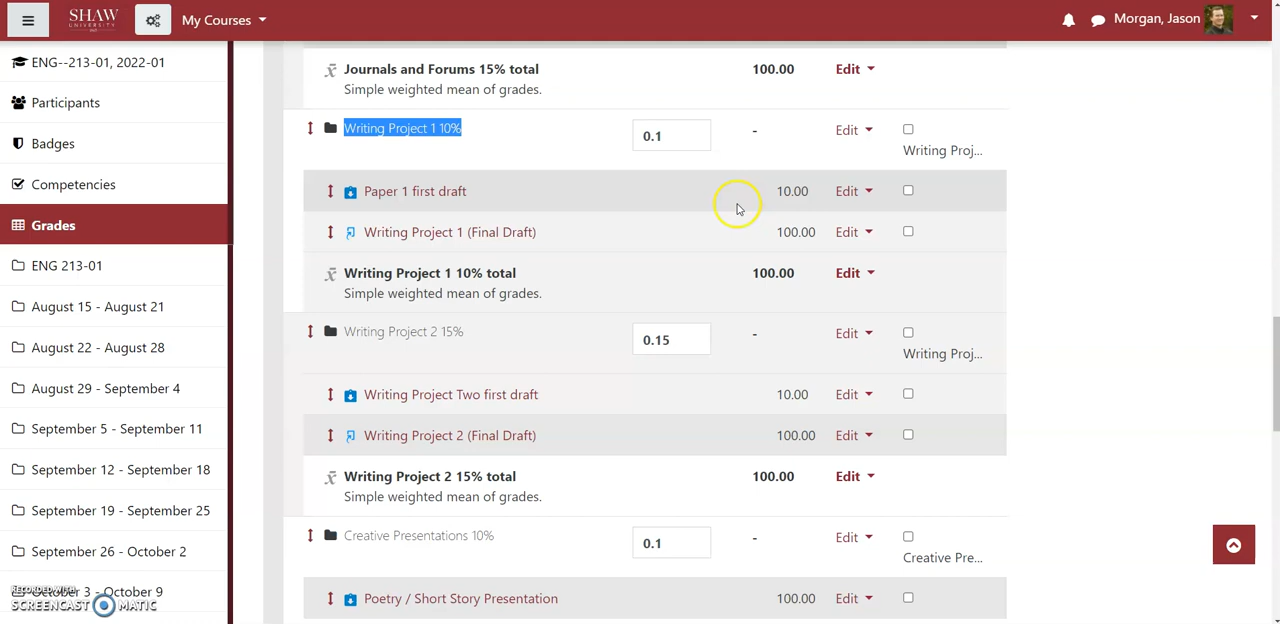 SHAW
UNIVERSITY
My Courses
Morgan, Jason
ENG--213-01, 2022-01
Participants
Badges
Competencies
Grades
ENG 213-01
August 15 - August 21
August 22 - August 28
August 29 - September 4
September 5 - September 11
September 12 - September 18
September 19 - September 25
September 26 - October 2
October 3 - October 9
RECORDED WITH
SCREENCAST MATIC
Journals and Forums 15% total 100.00 Edit
Simple weighted mean of grades.
Writing Project 1 10% 0.1 - Edit
Writing Proj...
Paper 1 first draft 10.00 Edit
Writing Project 1 (Final Draft) 100.00 Edit
Writing Project 1 10% total 100.00 Edit
Simple weighted mean of grades.
Writing Project 2 15% 0.15 - Edit
Writing Proj...
Writing Project Two first draft 10.00 Edit
Writing Project 2 (Final Draft) 100.00 Edit
Writing Project 2 15% total 100.00 Edit
Simple weighted mean of grades.
Creative Presentations 10% 0.1 - Edit
Creative Pre...
Poetry / Short Story Presentation 100.00 Edit